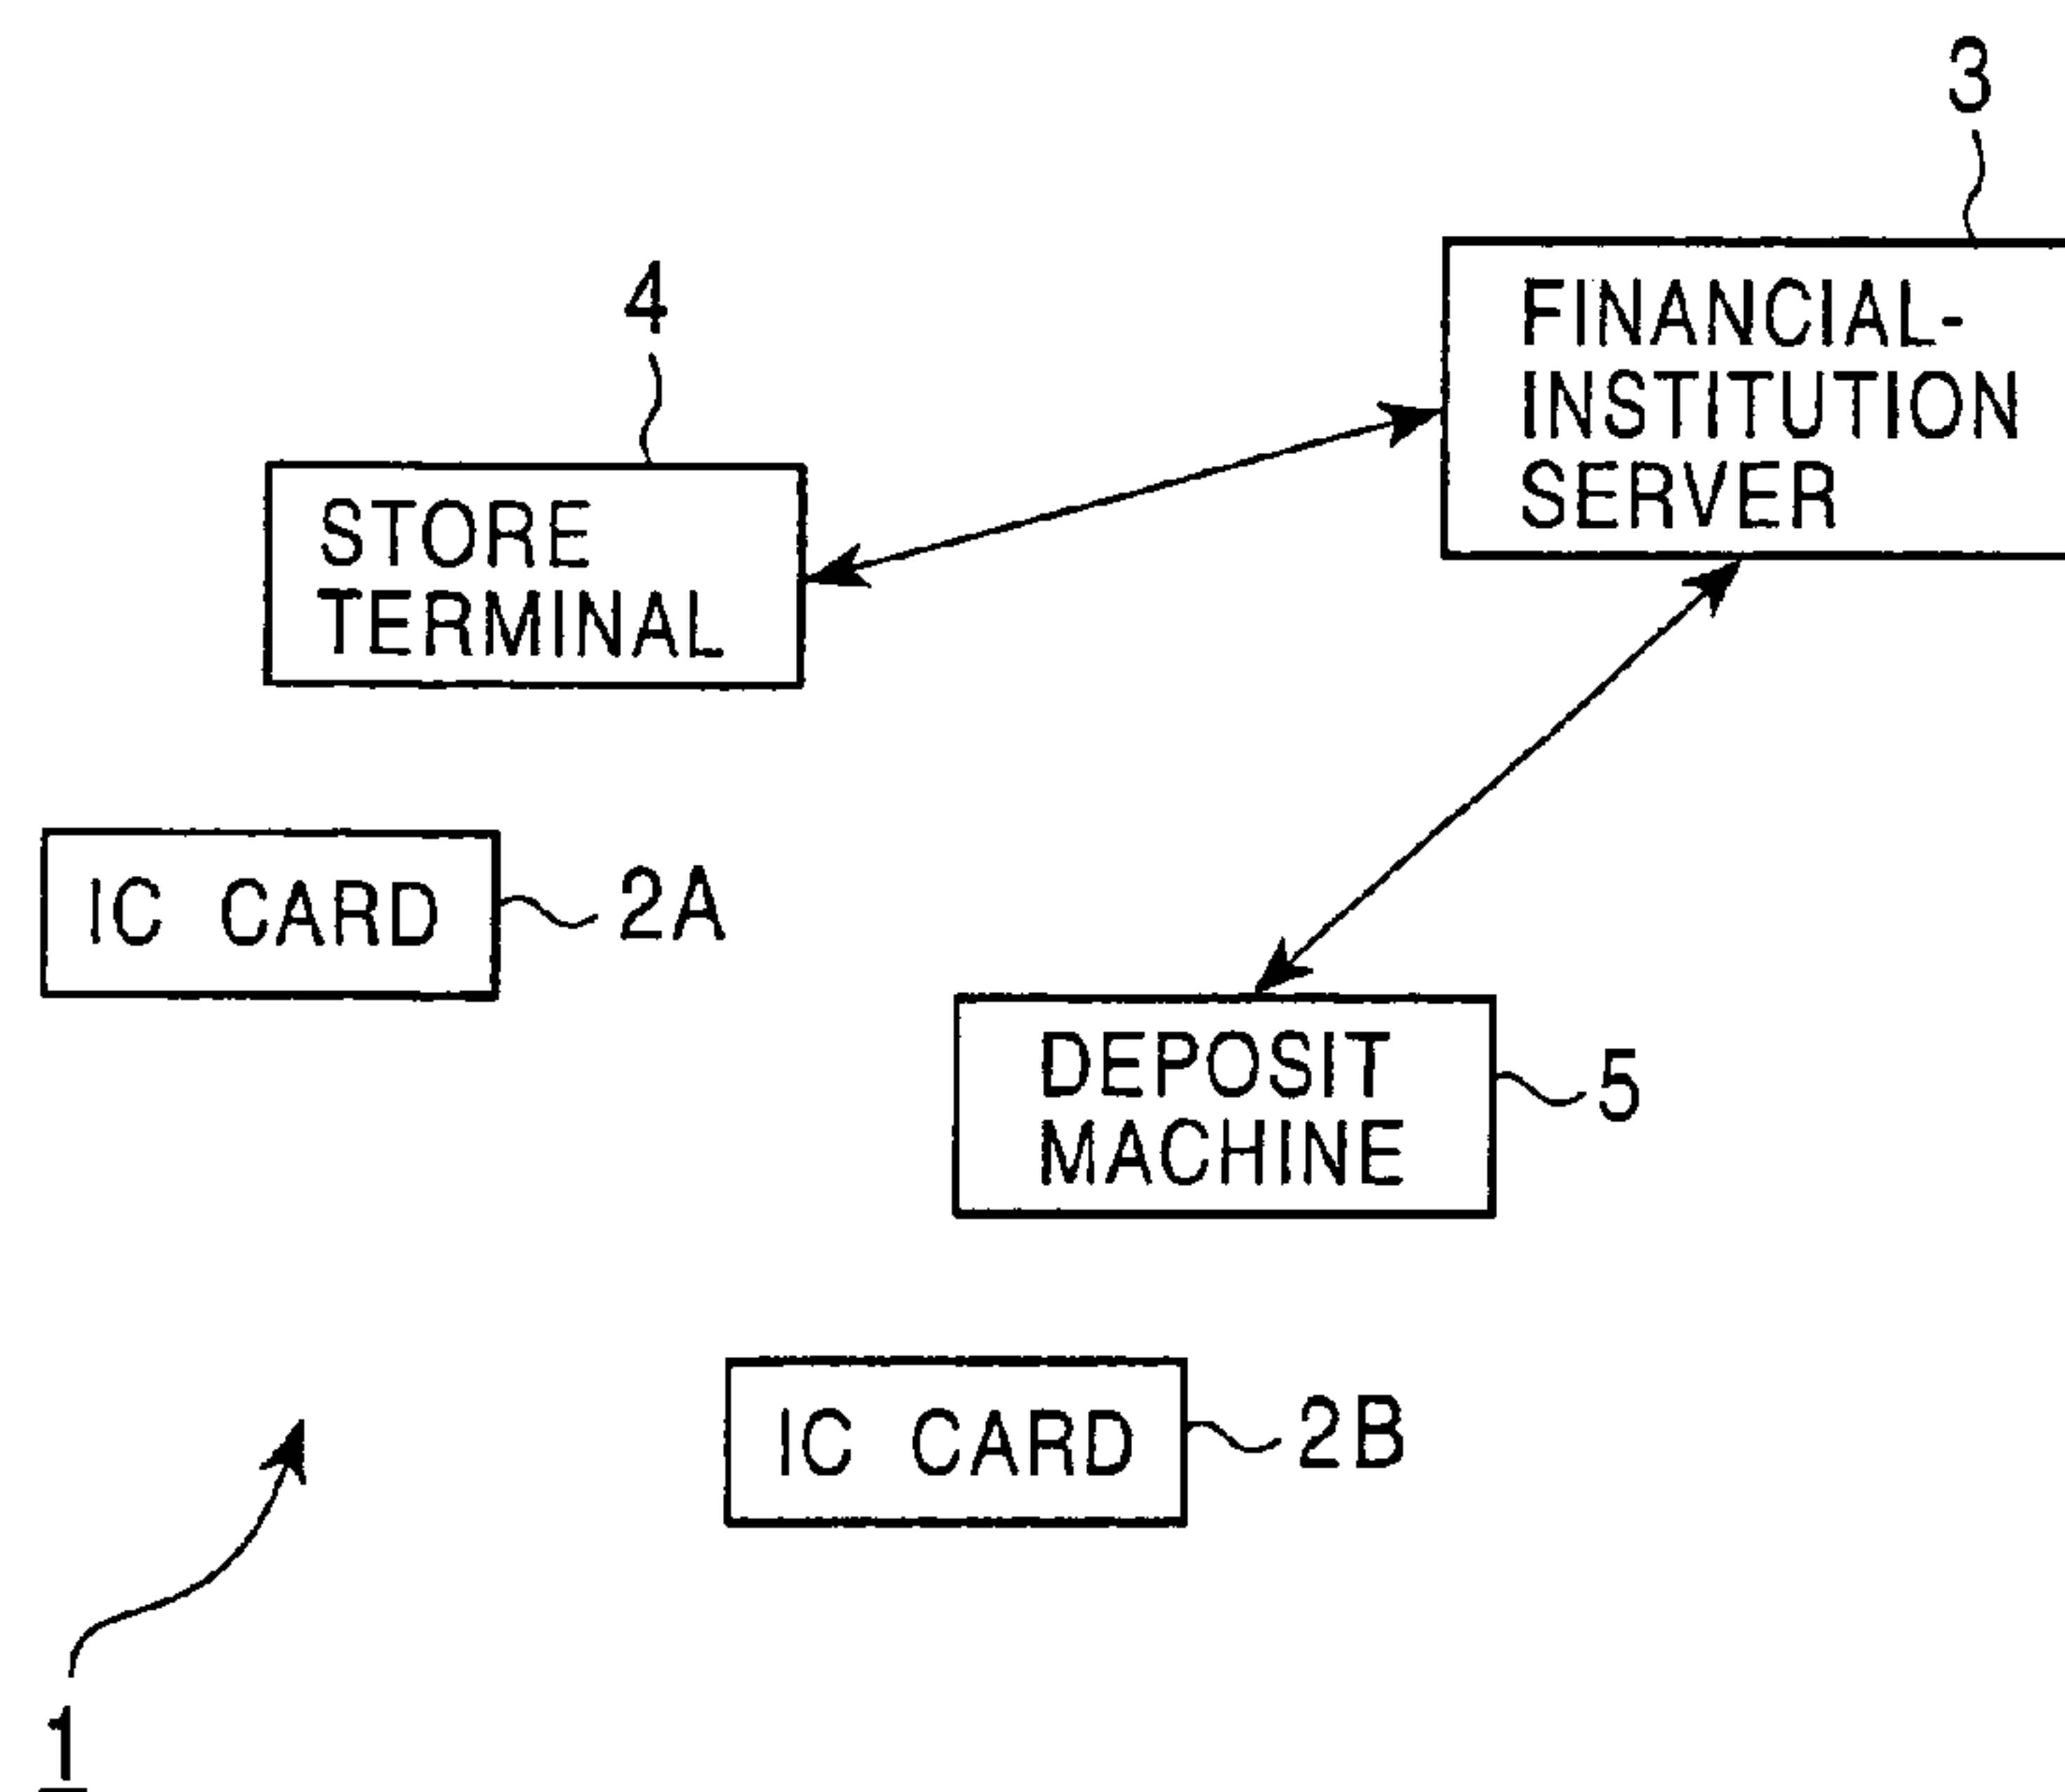 3
FINANCIAL-
INSTITUTION
SERVER
4
STORE
TERMINAL
IC CARD
2A
DEPOSIT
MACHINE
5
IC CARD
2B
1